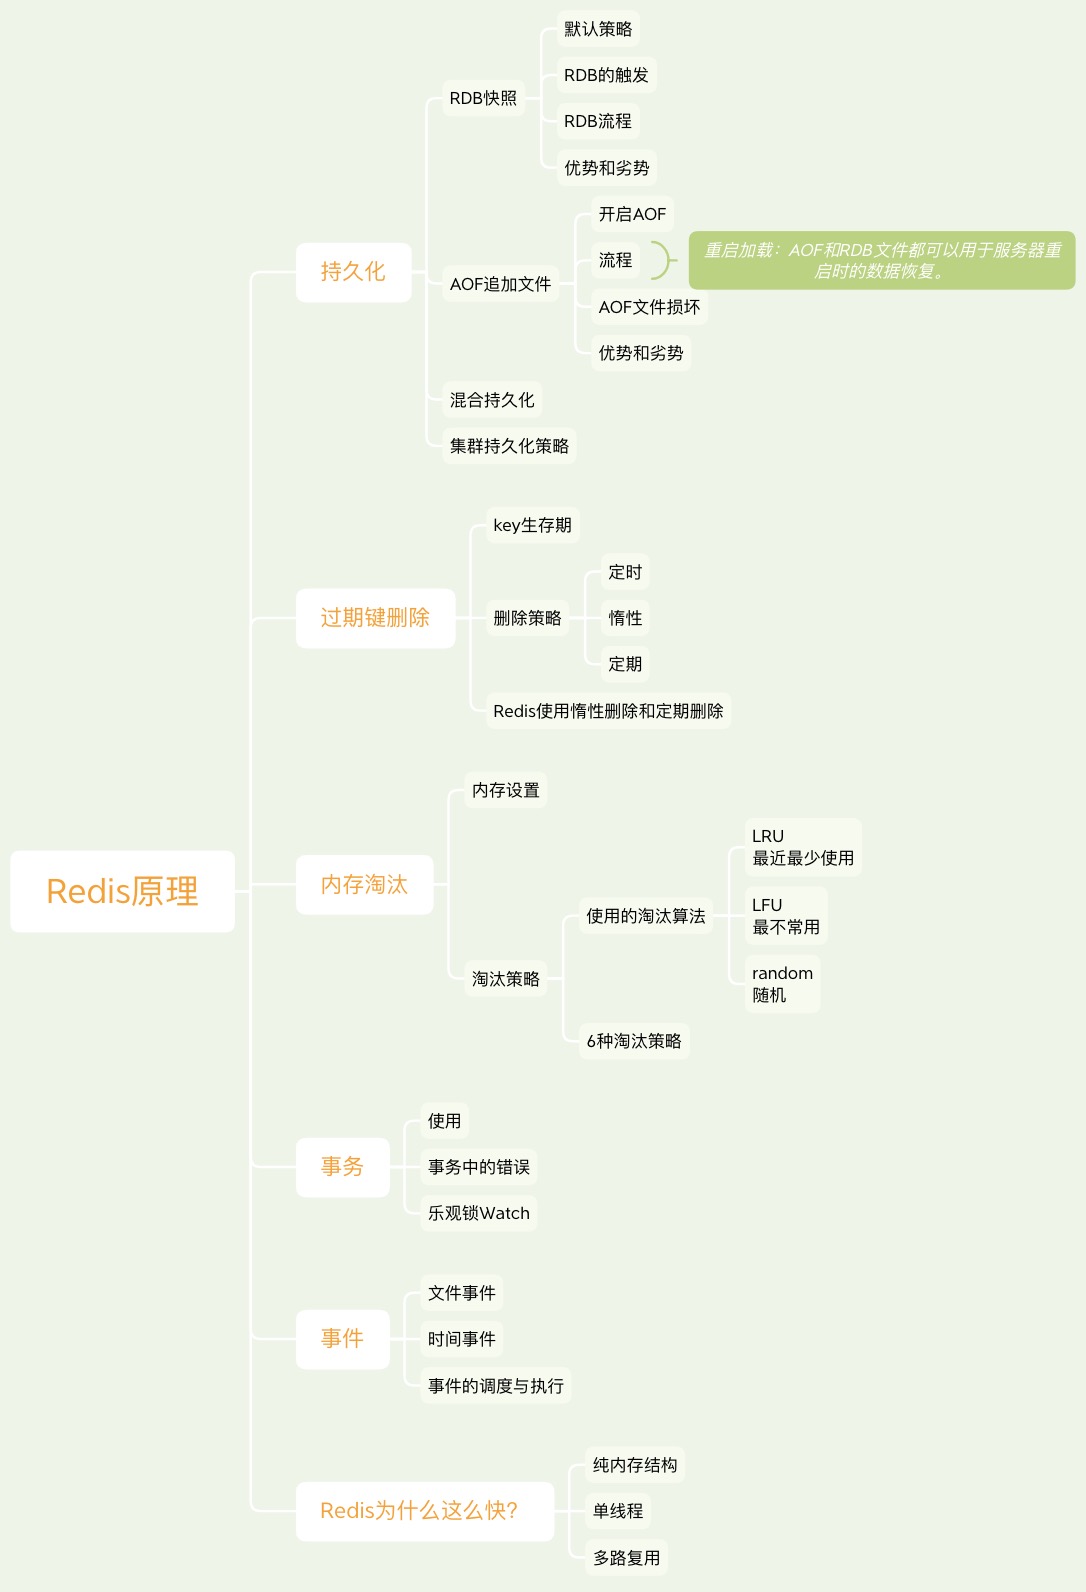 Redis原理
持久化
RDB快照
默认策略
RDB的触发
RDB流程
优势和劣势
AOF追加文件
开启AOF
流程
重启加载：AOF和RDB文件都可以用于服务器重
启时的数据恢复。
AOF文件损坏
优势和劣势
混合持久化
集群持久化策略
过期键删除
key生存期
删除策略
定时
惰性
定期
Redis使用惰性删除和定期删除
内存淘汰
内存设置
淘汰策略
使用的淘汰算法
LRU
最近最少使用
LFU
最不常用
random
随机
6种淘汰策略
事务
使用
事务中的错误
乐观锁Watch
事件
文件事件
时间事件
事件的调度与执行
Redis为什么这么快？
纯内存结构
单线程
多路复用